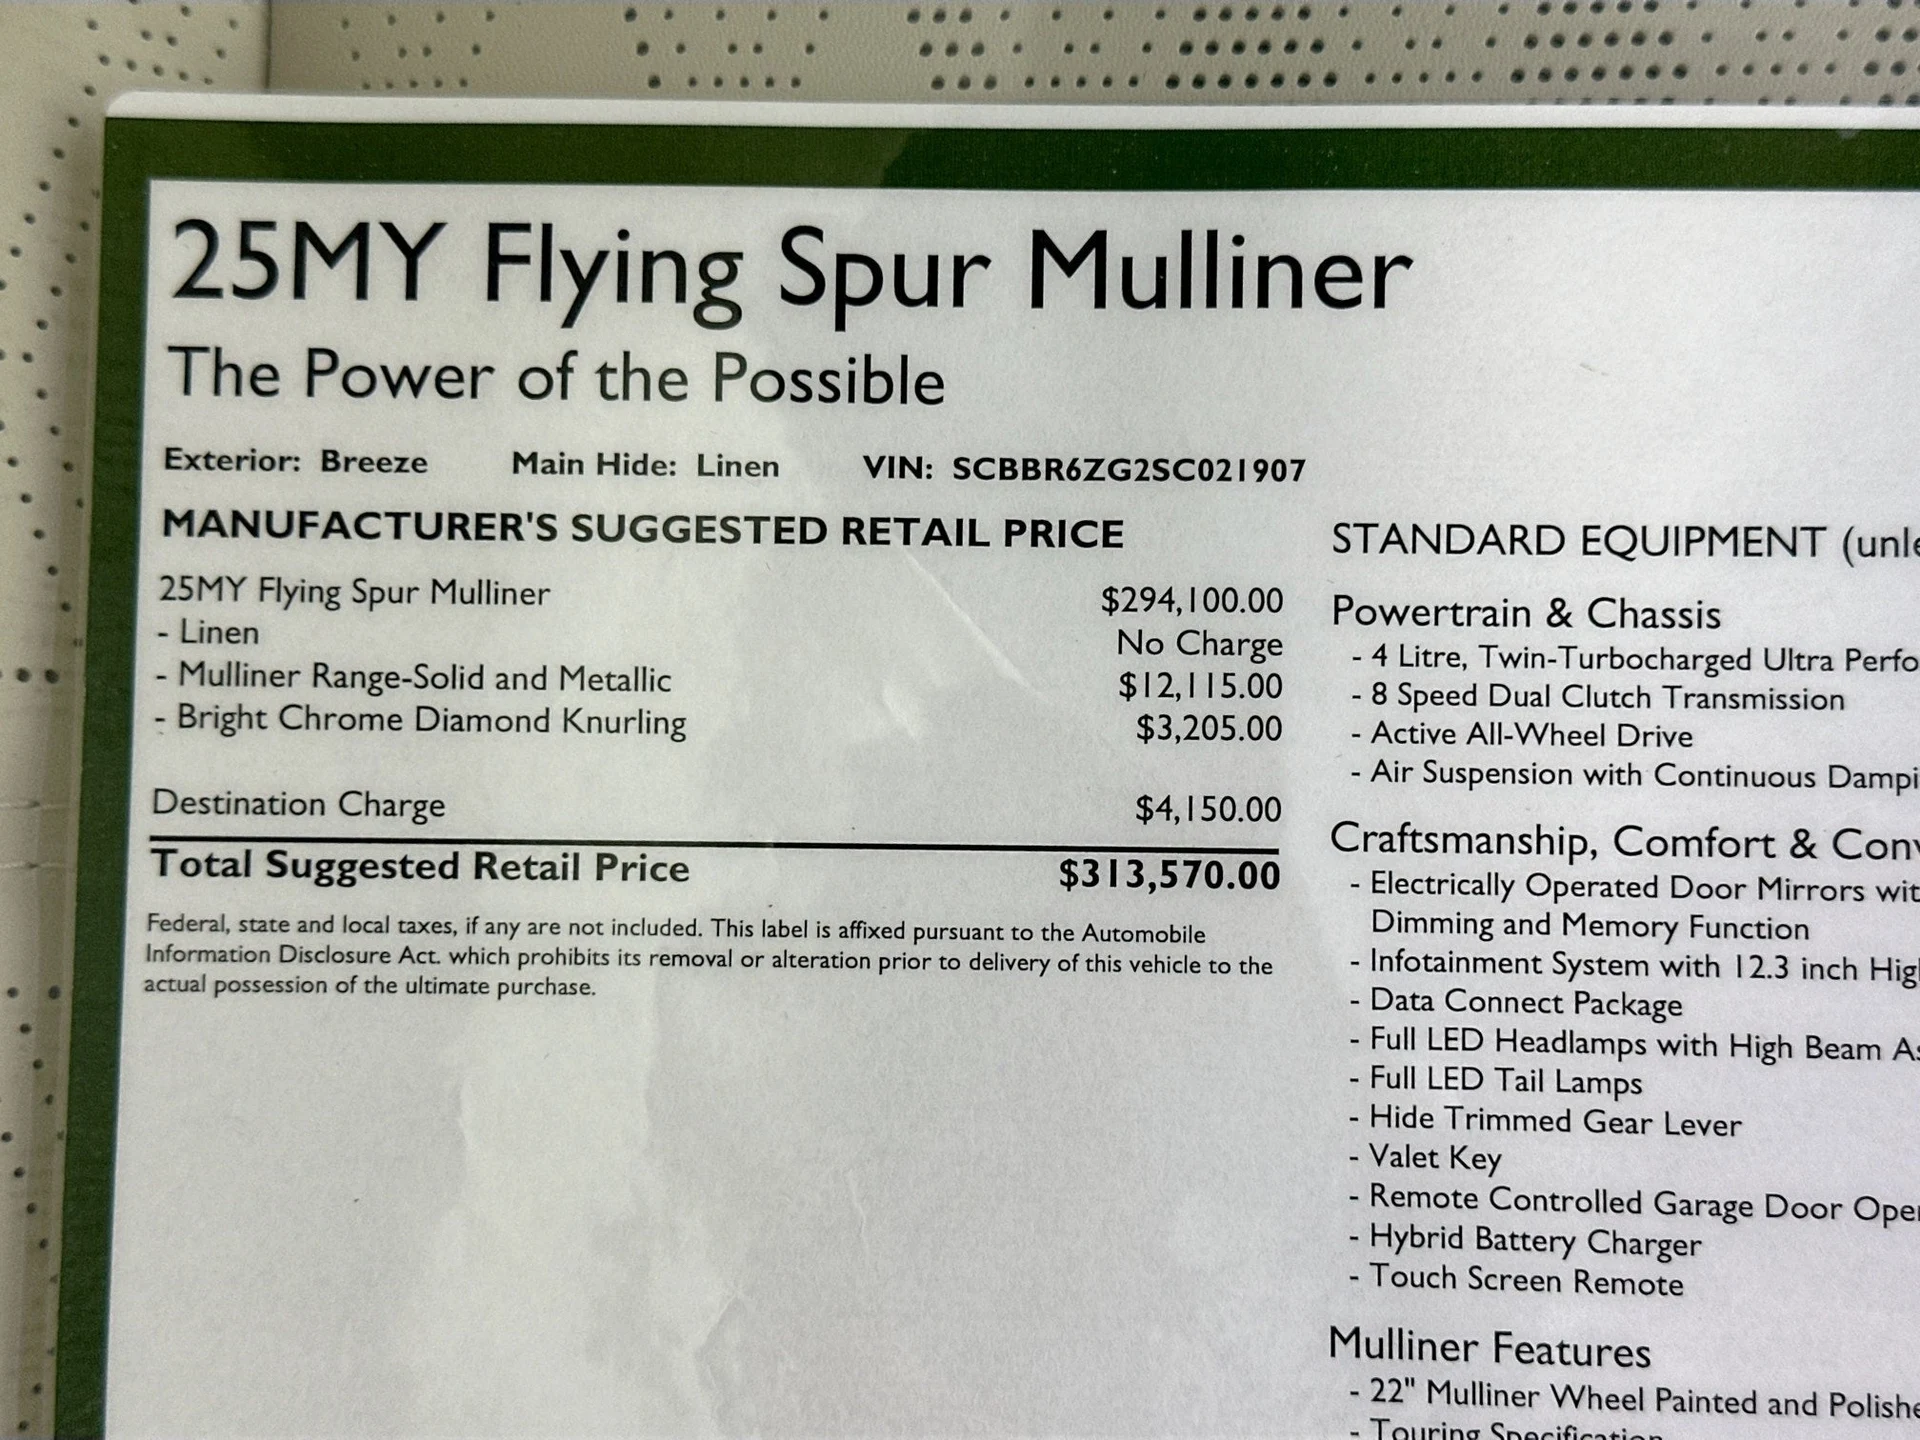 25MY Flying Spur Mulliner
The Power of the Possible
Exterior: Breeze Main Hide: Linen VIN: SCBBR6ZG2SC021907
MANUFACTURER'S SUGGESTED RETAIL PRICE
25MY Flying Spur Mulliner $294,100.00
- Linen No Charge
- Mulliner Range-Solid and Metallic $12,115.00
- Bright Chrome Diamond Knurling $3,205.00
Destination Charge $4,150.00
Total Suggested Retail Price $313,570.00
Federal, state and local taxes, if any are not included. This label is affixed pursuant to the Automobile
Information Disclosure Act. which prohibits its removal or alteration prior to delivery of this vehicle to the
actual possession of the ultimate purchase.
STANDARD EQUIPMENT
Powertrain & Chassis
- 4 Litre, Twin-Turbocharged Ultra
- 8 Speed Dual Clutch Transmission
- Active All-Wheel Drive
- Air Suspension with Continuous
Craftsmanship, Comfort &
- Electrically Operated Door Mirrors
Dimming and Memory Function
- Infotainment System with 12.3 inch
- Data Connect Package
- Full LED Headlamps with High Beam
- Full LED Tail Lamps
- Hide Trimmed Gear Lever
- Valet Key
- Remote Controlled Garage Door
- Hybrid Battery Charger
- Touch Screen Remote
Mulliner Features
- 22" Mulliner Wheel Painted and
- Touring Specification